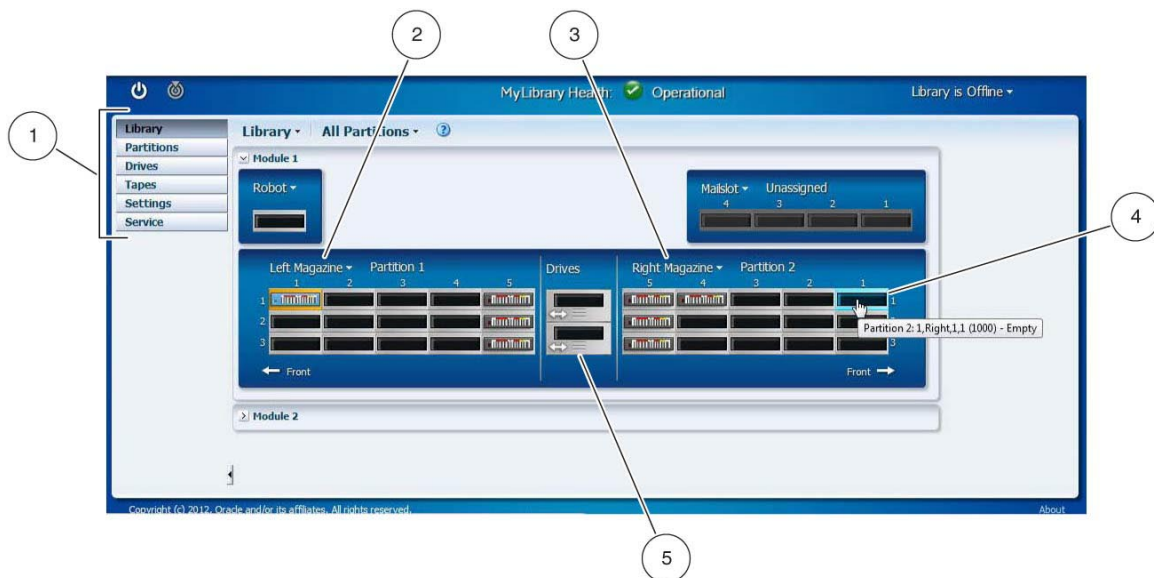 2
3
MyLibrary Health: Operational
Library is Offline
1
Library
Partitions
Drives
Tapes
Settings
Service
Library All Partitions ?
Module 1
Robot
Mailslot Unassigned
4 3 2 1
4
Left Magazine Partition 1
1 2 3 4 5
1
2
3
Front
Drives
Right Magazine Partition 2
5 4 3 2 1
1
3
Partition 2: 1,Right,1,1 (1000) - Empty
Front
Module 2
Copyright (c) 2012, Oracle and/or its affiliates. All rights reserved.
About
5